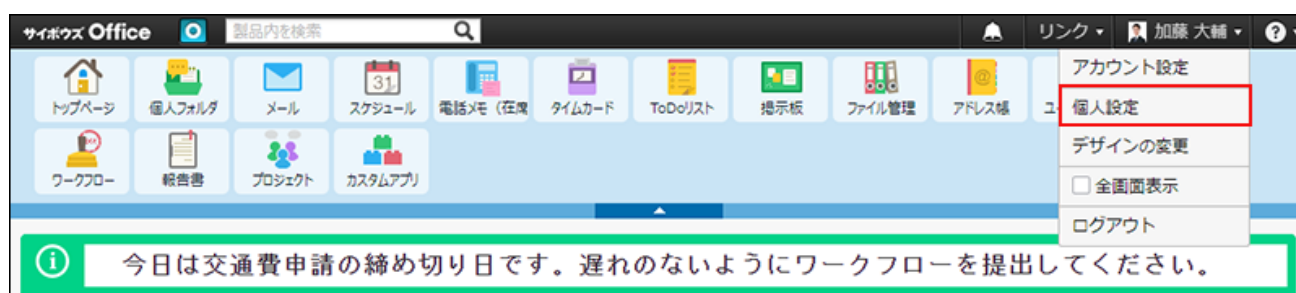 サイボウズ Office 製品内を検索 リンク 加藤 大輔 ?
トップページ 個人フォルダ メール スケジュール 電話メモ（在席 タイムカード ToDoリスト 掲示板 ファイル管理 アドレス帳 ユー
31
@
ワークフロー 報告書 プロジェクト カスタムアプリ
アカウント設定
個人設定
デザインの変更
全画面表示
ログアウト
今日は交通費申請の締め切り日です。遅れのないようにワークフローを提出してください。